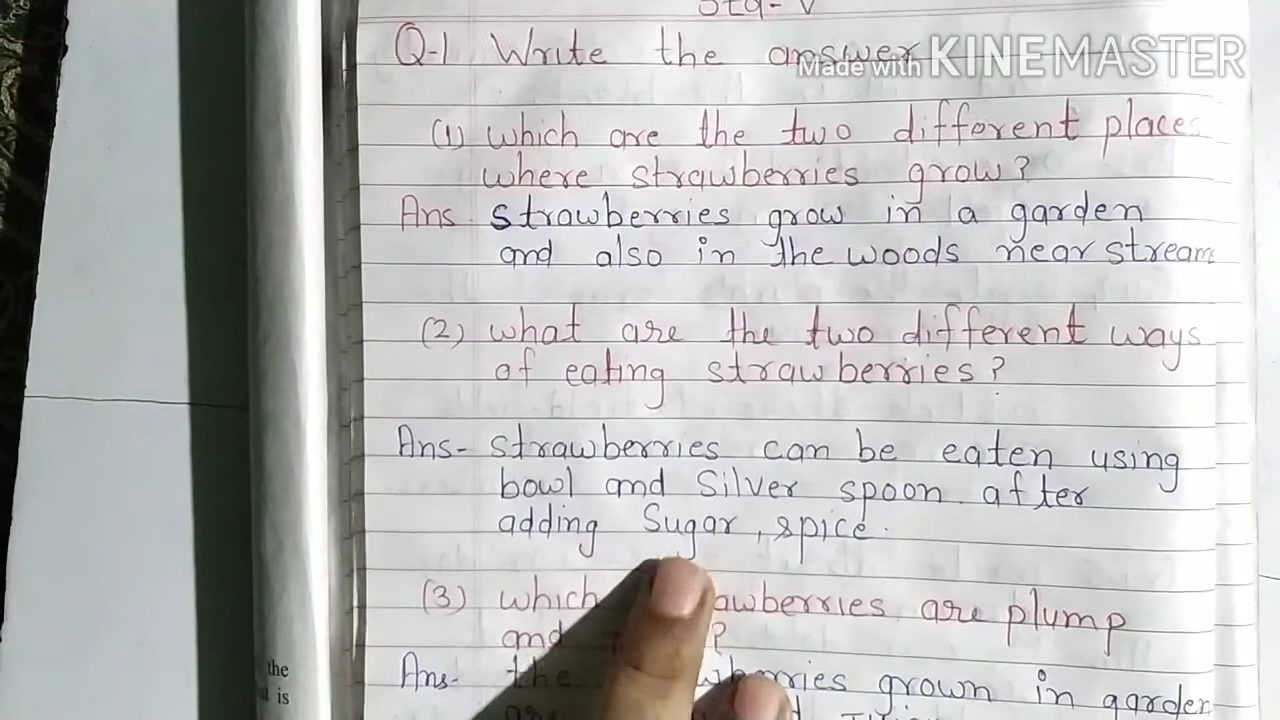 Std- V
Q-1 Write the answer
Made with KINEMASTER
(1) which are the two different places
where strawberries grow?
Ans strawberries grow in a garden
and also in the woods near stream
(2) what are the two different ways
of eating strawberries?
Ans- strawberries can be eaten using
bowl and Silver spoon after
adding Sugar, spice.
(3) which are plump
and ?
the
is
Ans- the grown in garden
are